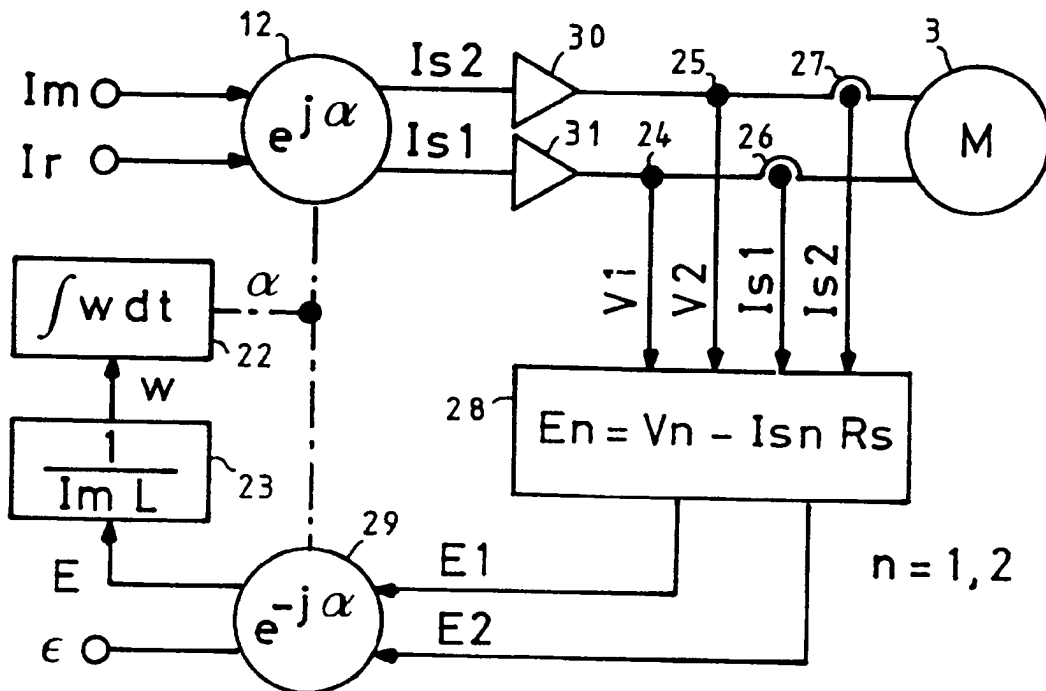 12
30
3
Im
Is2
25
27
e^{jα}
Ir
Is1
31
24
26
M
∫w dt
α
22
V1
V2
Is1
Is2
w
28
En = Vn - Isn Rs
1
Im L
23
29
E
E1
n = 1,2
e^{-jα}
E2
ϵ